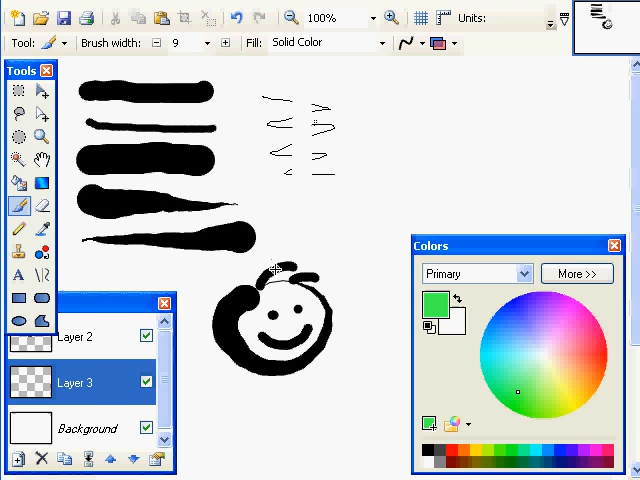 100%
Units:
Tool:
Brush width:
9
Fill:
Solid Color
Tools
A
Layer 2
Layer 3
Background
Colors
Primary
More >>